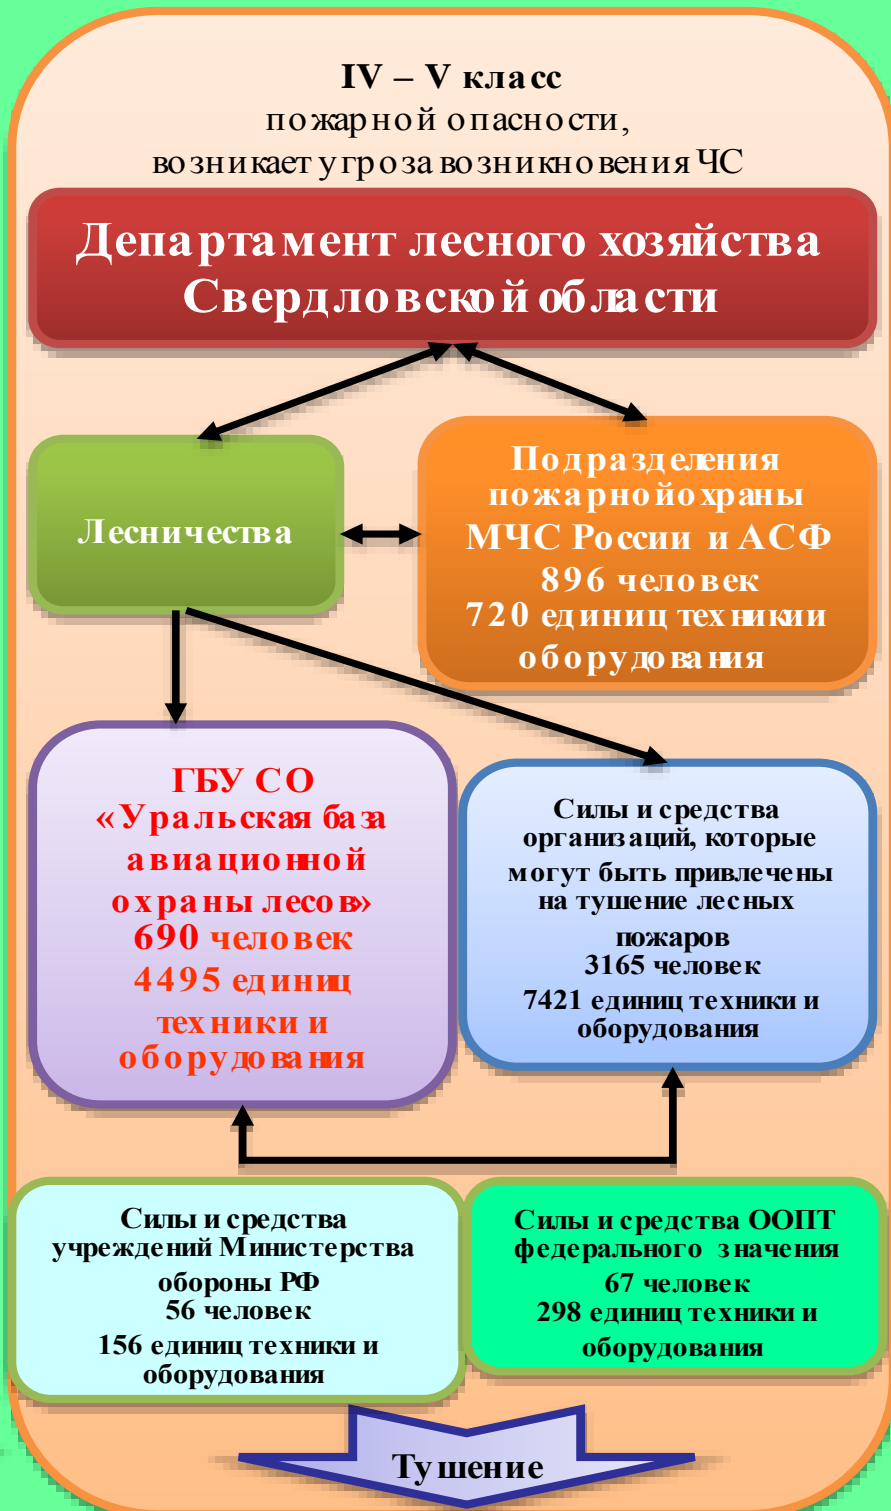 IV – V класс
пожарной опасности,
возникает угроза возникновения ЧС
Департамент лесного хозяйства
Свердловской области
Лесничества
Подразделения
пожарной охраны
МЧС России и АСФ
896 человек
720 единиц техники и
оборудования
ГБУ СО
«Уральская база
авиационной
охраны лесов»
690 человек
4495 единиц
техники и
оборудования
Силы и средства
организаций, которые
могут быть привлечены
на тушение лесных
пожаров
3165 человек
7421 единиц техники и
оборудования
Силы и средства
учреждений Министерства
обороны РФ
56 человек
156 единиц техники и
оборудования
Силы и средства ООПТ
федерального значения
67 человек
298 единиц техники и
оборудования
Тушение